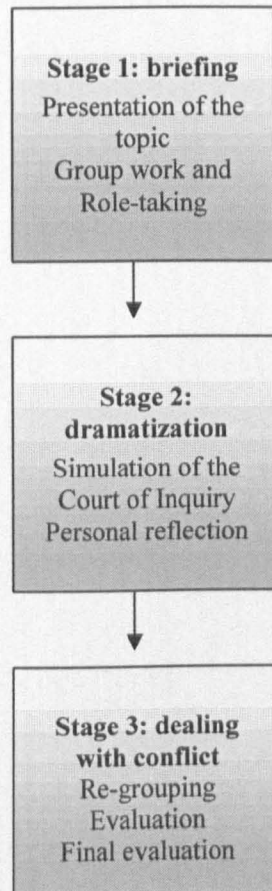 Stage 1: briefing
Presentation of the
topic
Group work and
Role-taking
Stage 2:
dramatization
Simulation of the
Court of Inquiry
Personal reflection
Stage 3: dealing
with conflict
Re-grouping
Evaluation
Final evaluation